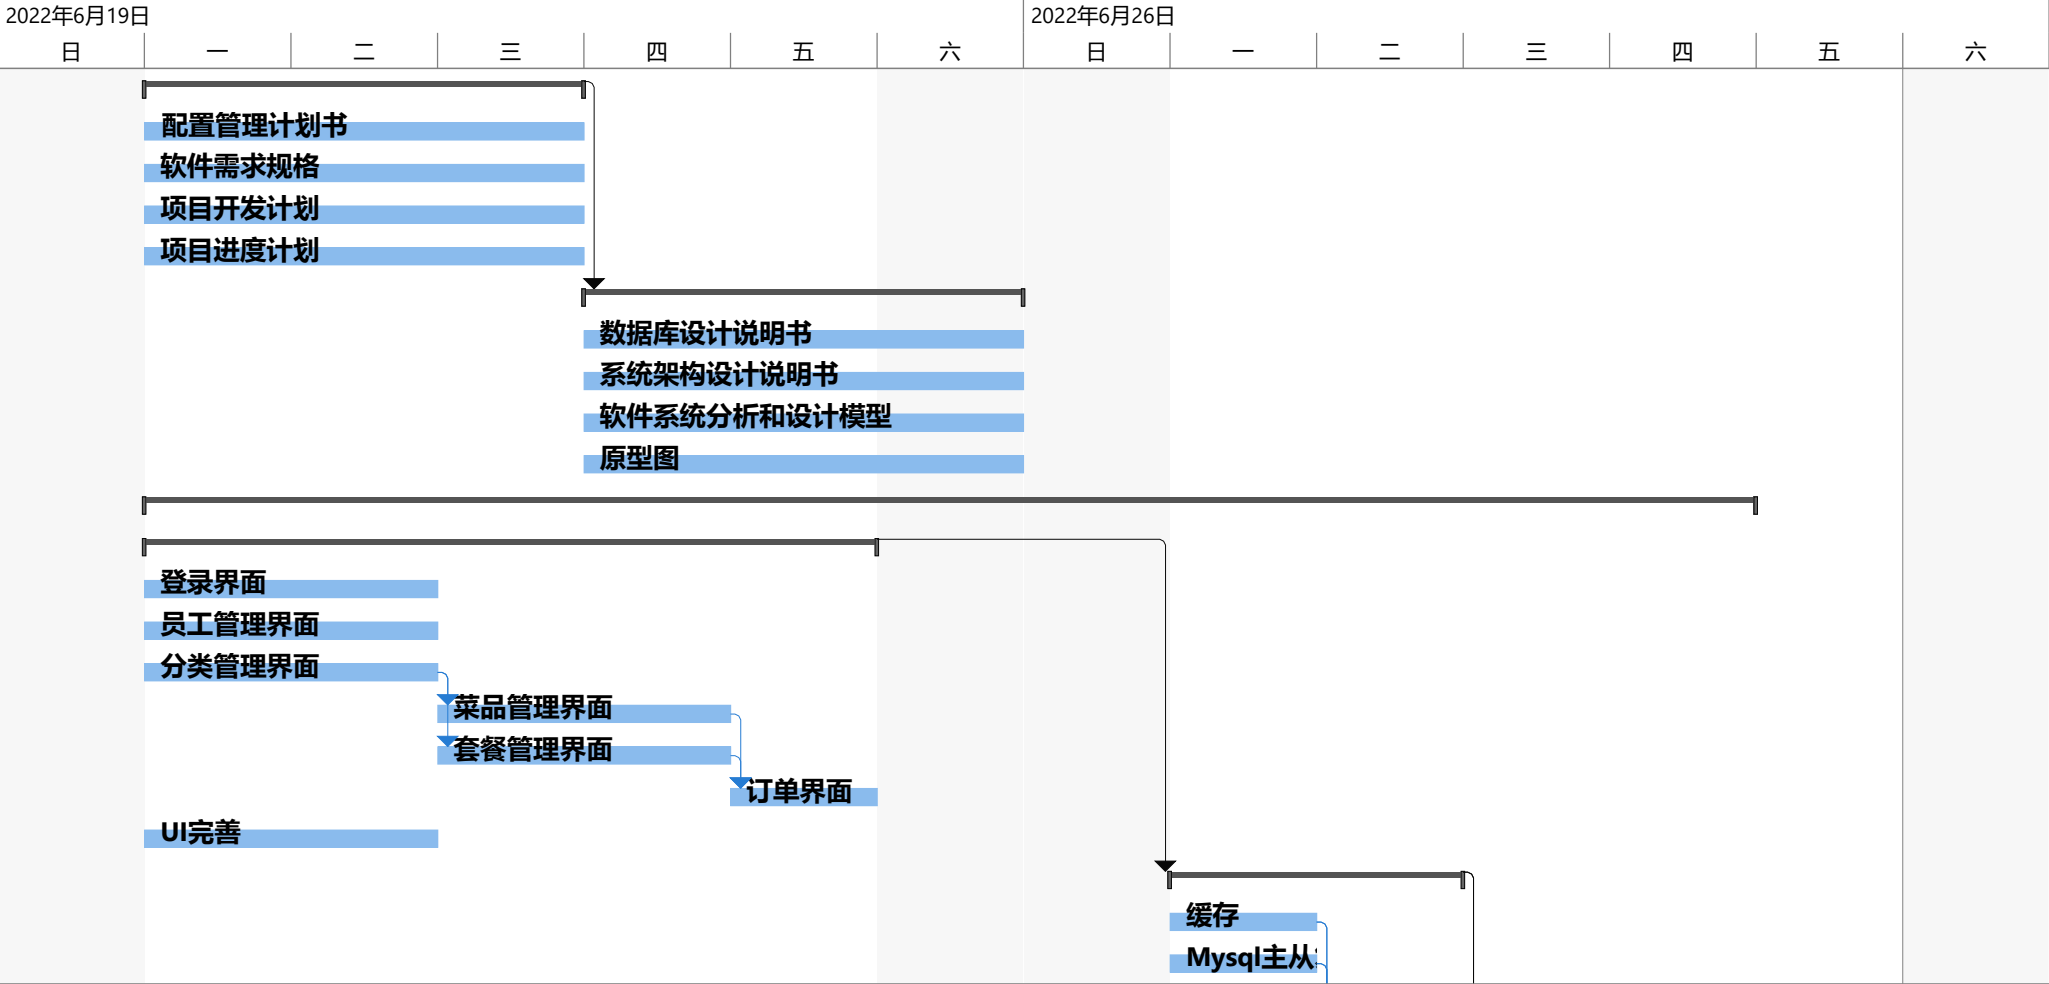 2022年6月19日 2022年6月26日
日 一 二 三 四 五 六 日 一 二 三 四 五 六
配置管理计划书
软件需求规格
项目开发计划
项目进度计划
数据库设计说明书
系统架构设计说明书
软件系统分析和设计模型
原型图
登录界面
员工管理界面
分类管理界面
菜品管理界面
套餐管理界面
订单界面
UI完善
缓存
Mysql主从